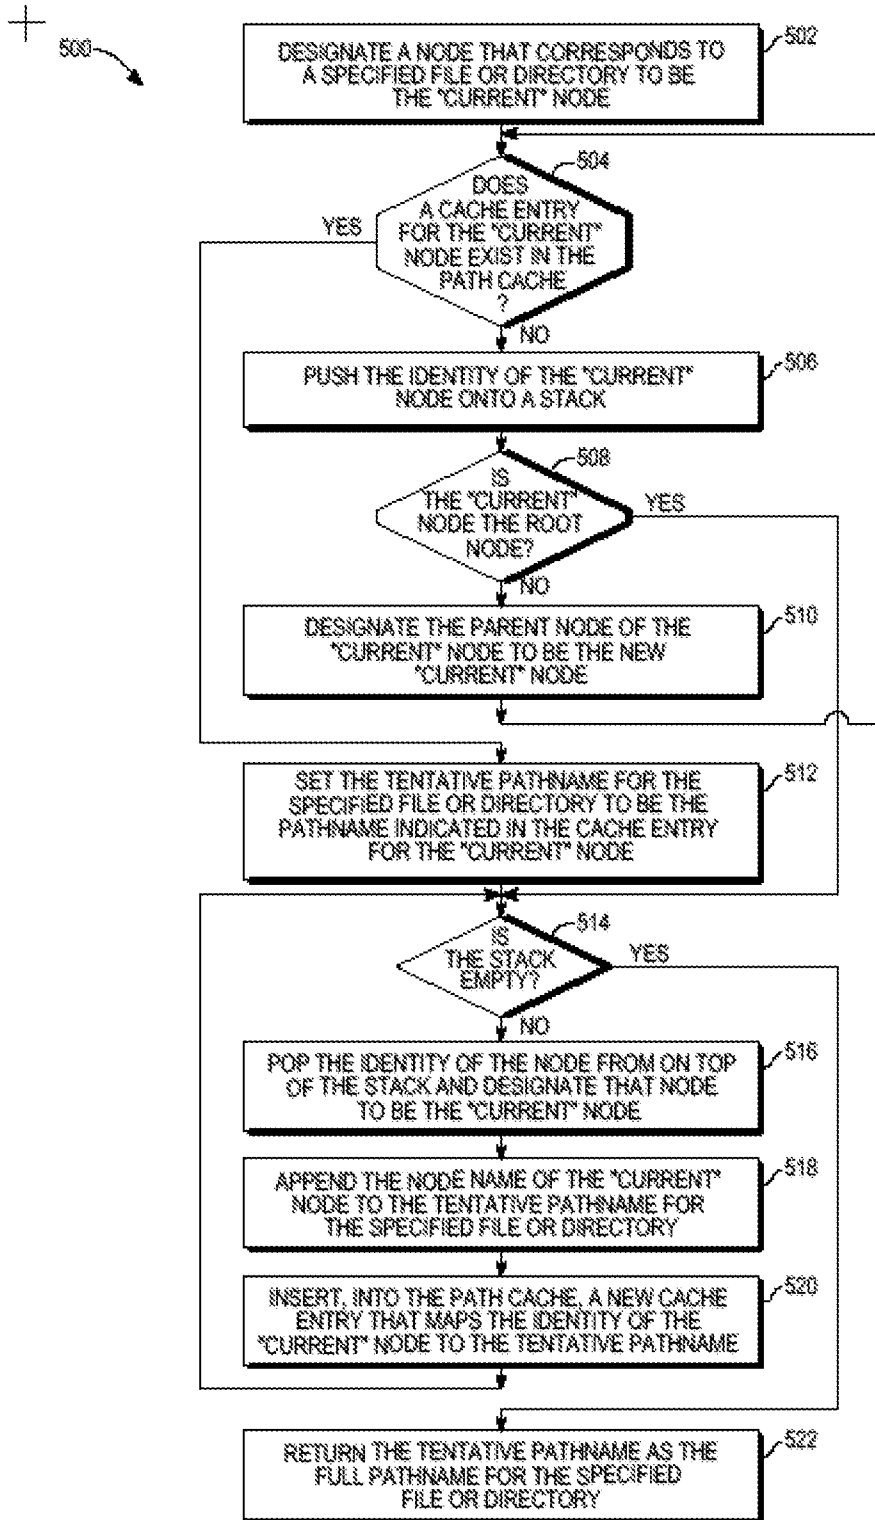 500
502
DESIGNATE A NODE THAT CORRESPONDS TO
A SPECIFIED FILE OR DIRECTORY TO BE
THE "CURRENT" NODE
504
DOES
A CACHE ENTRY
FOR THE "CURRENT"
NODE EXIST IN THE
PATH CACHE
?
YES
NO
506
PUSH THE IDENTITY OF THE "CURRENT"
NODE ONTO A STACK
508
IS
THE "CURRENT"
NODE THE ROOT
NODE?
YES
NO
510
DESIGNATE THE PARENT NODE OF THE
"CURRENT" NODE TO BE THE NEW
"CURRENT" NODE
512
SET THE TENTATIVE PATHNAME FOR THE
SPECIFIED FILE OR DIRECTORY TO BE THE
PATHNAME INDICATED IN THE CACHE ENTRY
FOR THE "CURRENT" NODE
514
IS
THE STACK
EMPTY?
YES
NO
516
POP THE IDENTITY OF THE NODE FROM ON TOP
OF THE STACK AND DESIGNATE THAT NODE
TO BE THE "CURRENT" NODE
518
APPEND THE NODE NAME OF THE "CURRENT"
NODE TO THE TENTATIVE PATHNAME FOR
THE SPECIFIED FILE OR DIRECTORY
520
INSERT, INTO THE PATH CACHE, A NEW CACHE
ENTRY THAT MAPS THE IDENTITY OF THE
"CURRENT" NODE TO THE TENTATIVE PATHNAME
522
RETURN THE TENTATIVE PATHNAME AS THE
FULL PATHNAME FOR THE SPECIFIED
FILE OR DIRECTORY